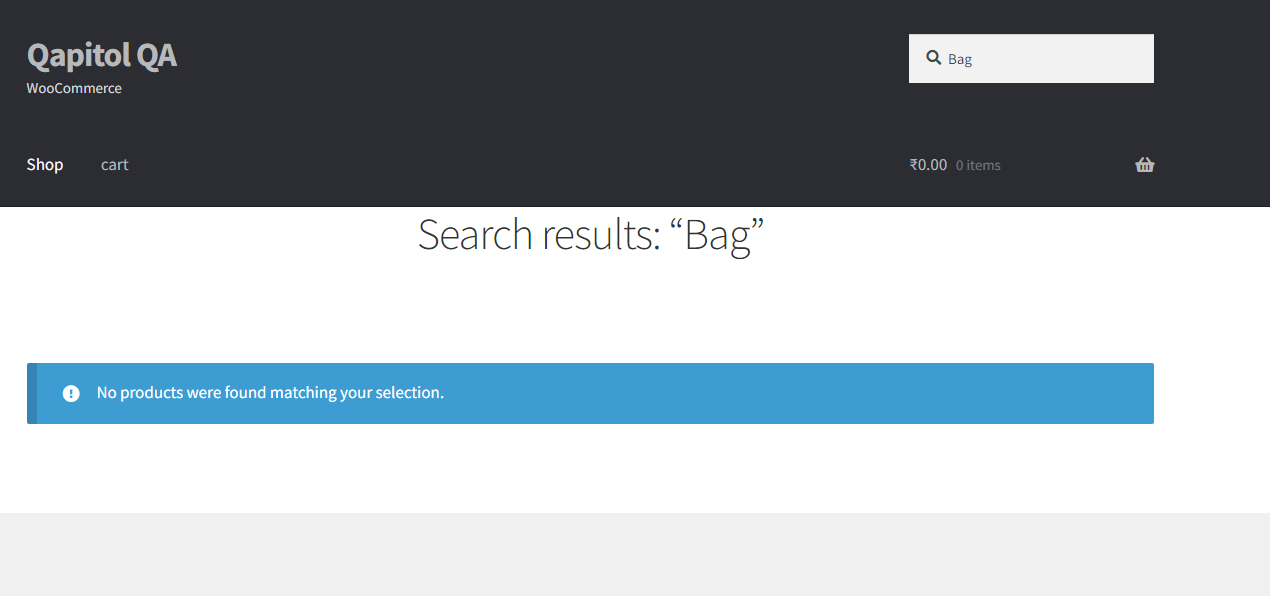 Qapitol QA
WooCommerce
Bag
Shop
cart
₹0.00 0 items
Search results: “Bag”
No products were found matching your selection.